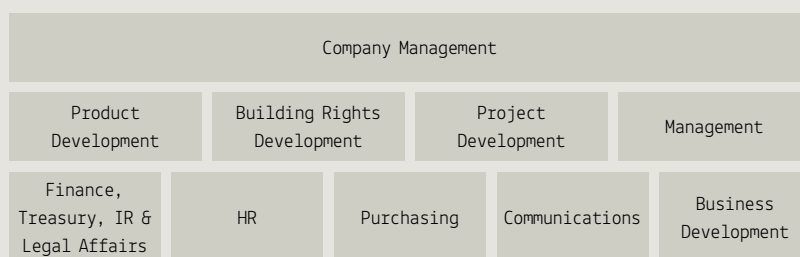 Company Management
Product
Development
Building Rights
Development
Project
Development
Management
Finance,
Treasury, IR &
Legal Affairs
HR
Purchasing
Communications
Business
Development